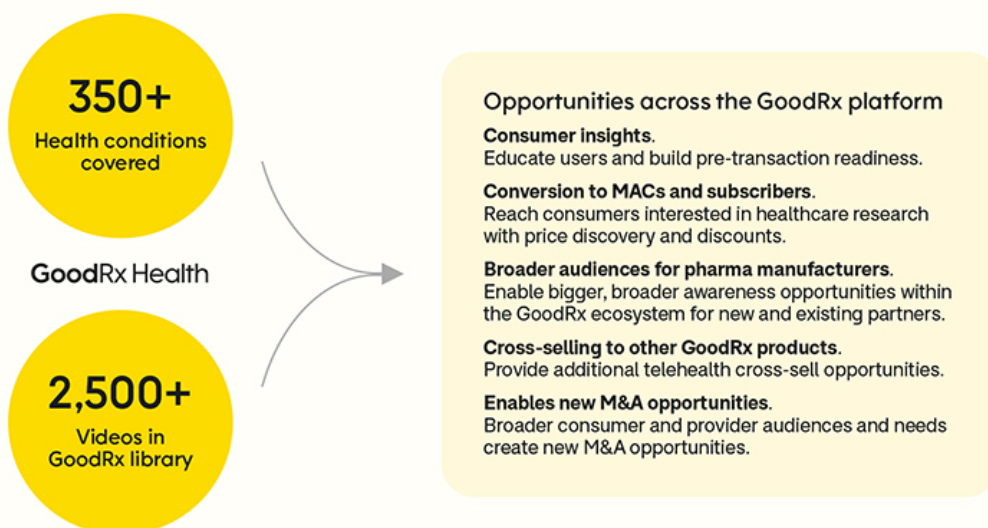 350+
Health conditions
covered
GoodRx Health
2,500+
Videos in
GoodRx library
Opportunities across the GoodRx platform
Consumer insights.
Educate users and build pre-transaction readiness.
Conversion to MACs and subscribers.
Reach consumers interested in healthcare research
with price discovery and discounts.
Broader audiences for pharma manufacturers.
Enable bigger, broader awareness opportunities within
the GoodRx ecosystem for new and existing partners.
Cross-selling to other GoodRx products.
Provide additional telehealth cross-sell opportunities.
Enables new M&A opportunities.
Broader consumer and provider audiences and needs
create new M&A opportunities.